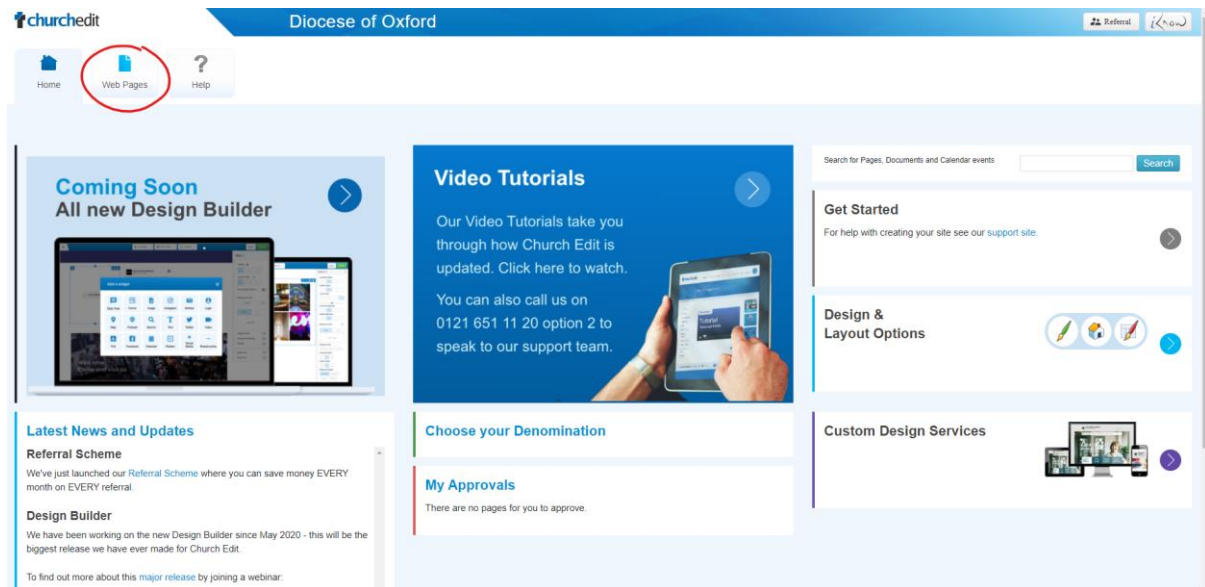 churchedit
Diocese of Oxford
Referral
iKnow
Home
Web Pages
Help
Coming Soon
All new Design Builder
Video Tutorials
Our Video Tutorials take you
through how Church Edit is
updated. Click here to watch.
You can also call us on
0121 651 11 20 option 2 to
speak to our support team.
Search for Pages, Documents and Calendar events
Search
Get Started
For help with creating your site see our support site.
Design &
Layout Options
Latest News and Updates
Referral Scheme
We've just launched our Referral Scheme where you can save money EVERY
month on EVERY referral.
Design Builder
We have been working on the new Design Builder since May 2020 - this will be the
biggest release we have ever made for Church Edit.
To find out more about this major release by joining a webinar:
Choose your Denomination
My Approvals
There are no pages for you to approve.
Custom Design Services